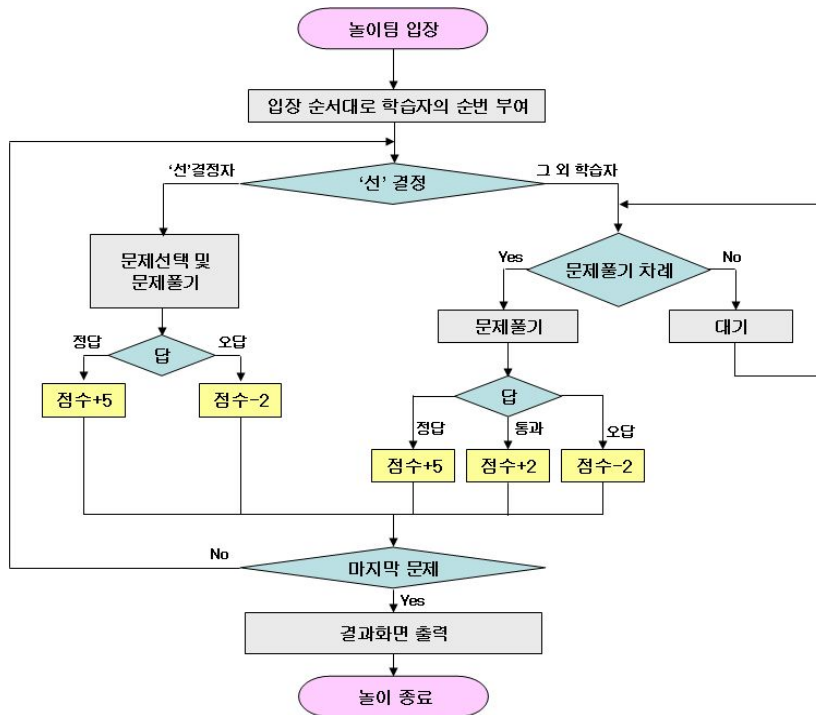 놀이팀 입장
입장 순서대로 학습자의 순번 부여
‘선’결정자
‘선’ 결정
그 외 학습자
문제선택 및
문제풀기
Yes
문제풀기 차례
No
문제풀기
대기
정답
답
오답
점수+5
점수-2
답
정답
통과
오답
점수+5
점수+2
점수-2
No
마지막 문제
Yes
결과화면 출력
놀이 종료